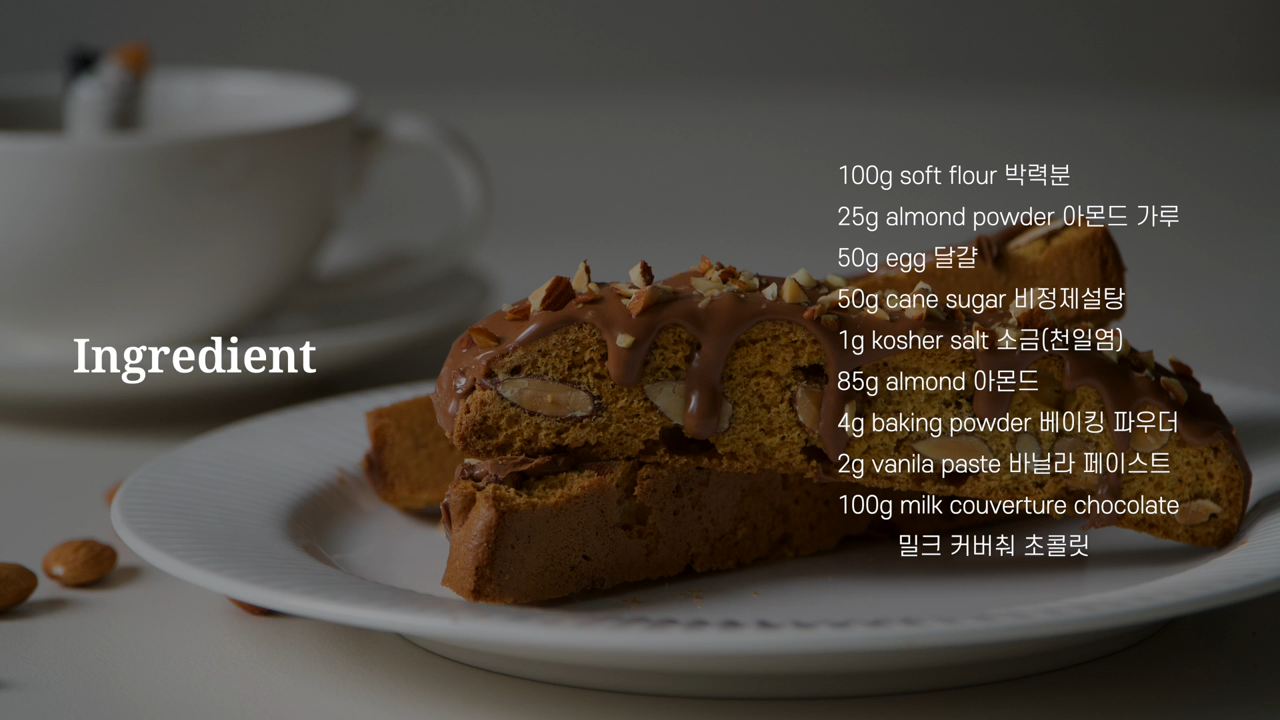 Ingredient
100g soft flour 박력분
25g almond powder 아몬드 가루
50g egg 달걀
50g cane sugar 비정제설탕
1g kosher salt 소금(천일염)
85g almond 아몬드
4g baking powder 베이킹 파우더
2g vanila paste 바닐라 페이스트
100g milk couverture chocolate
밀크 커버춰 초콜릿